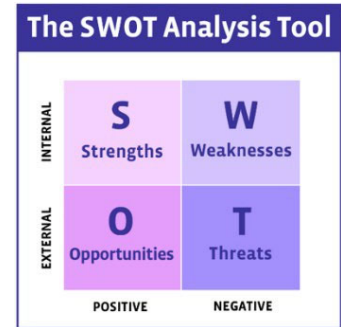 The SWOT Analysis Tool
INTERNAL
S
Strengths
W
Weaknesses
EXTERNAL
O
Opportunities
T
Threats
POSITIVE
NEGATIVE